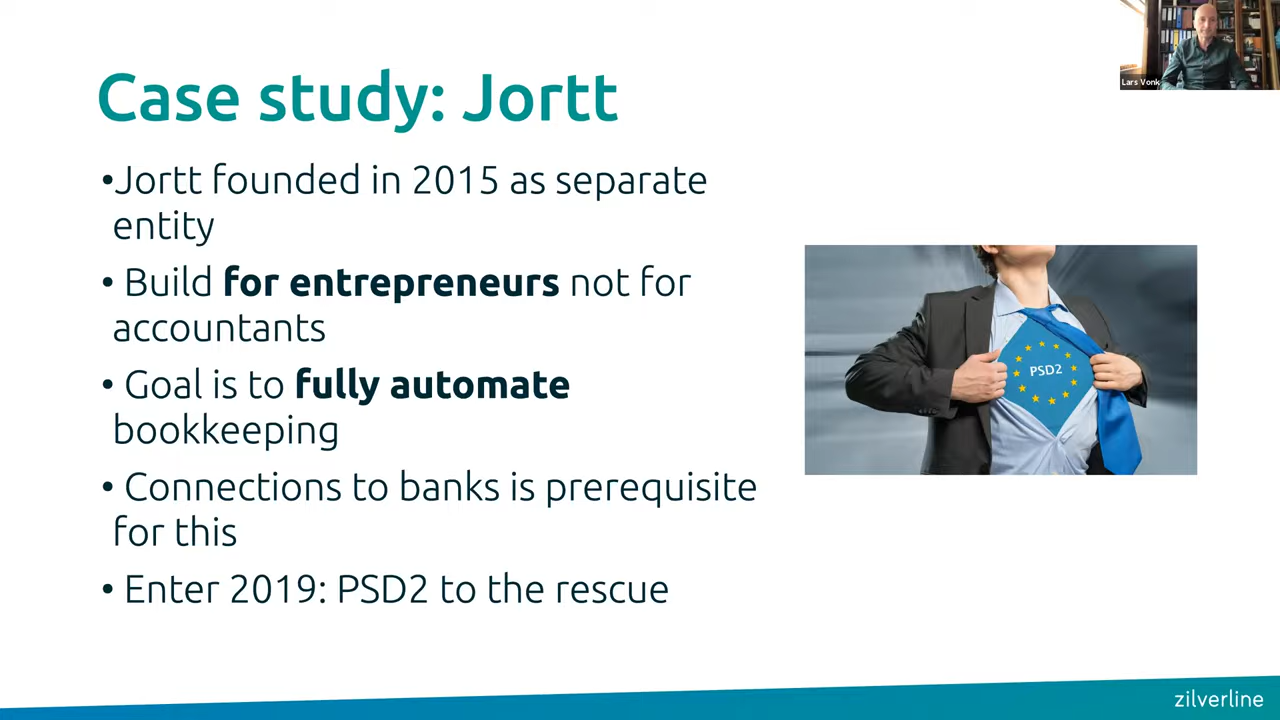 Case study: Jortt
•Jortt founded in 2015 as separate
entity
• Build for entrepreneurs not for
accountants
• Goal is to fully automate
bookkeeping
• Connections to banks is prerequisite
for this
• Enter 2019: PSD2 to the rescue
PSD2
Lars Vonk
zilverline